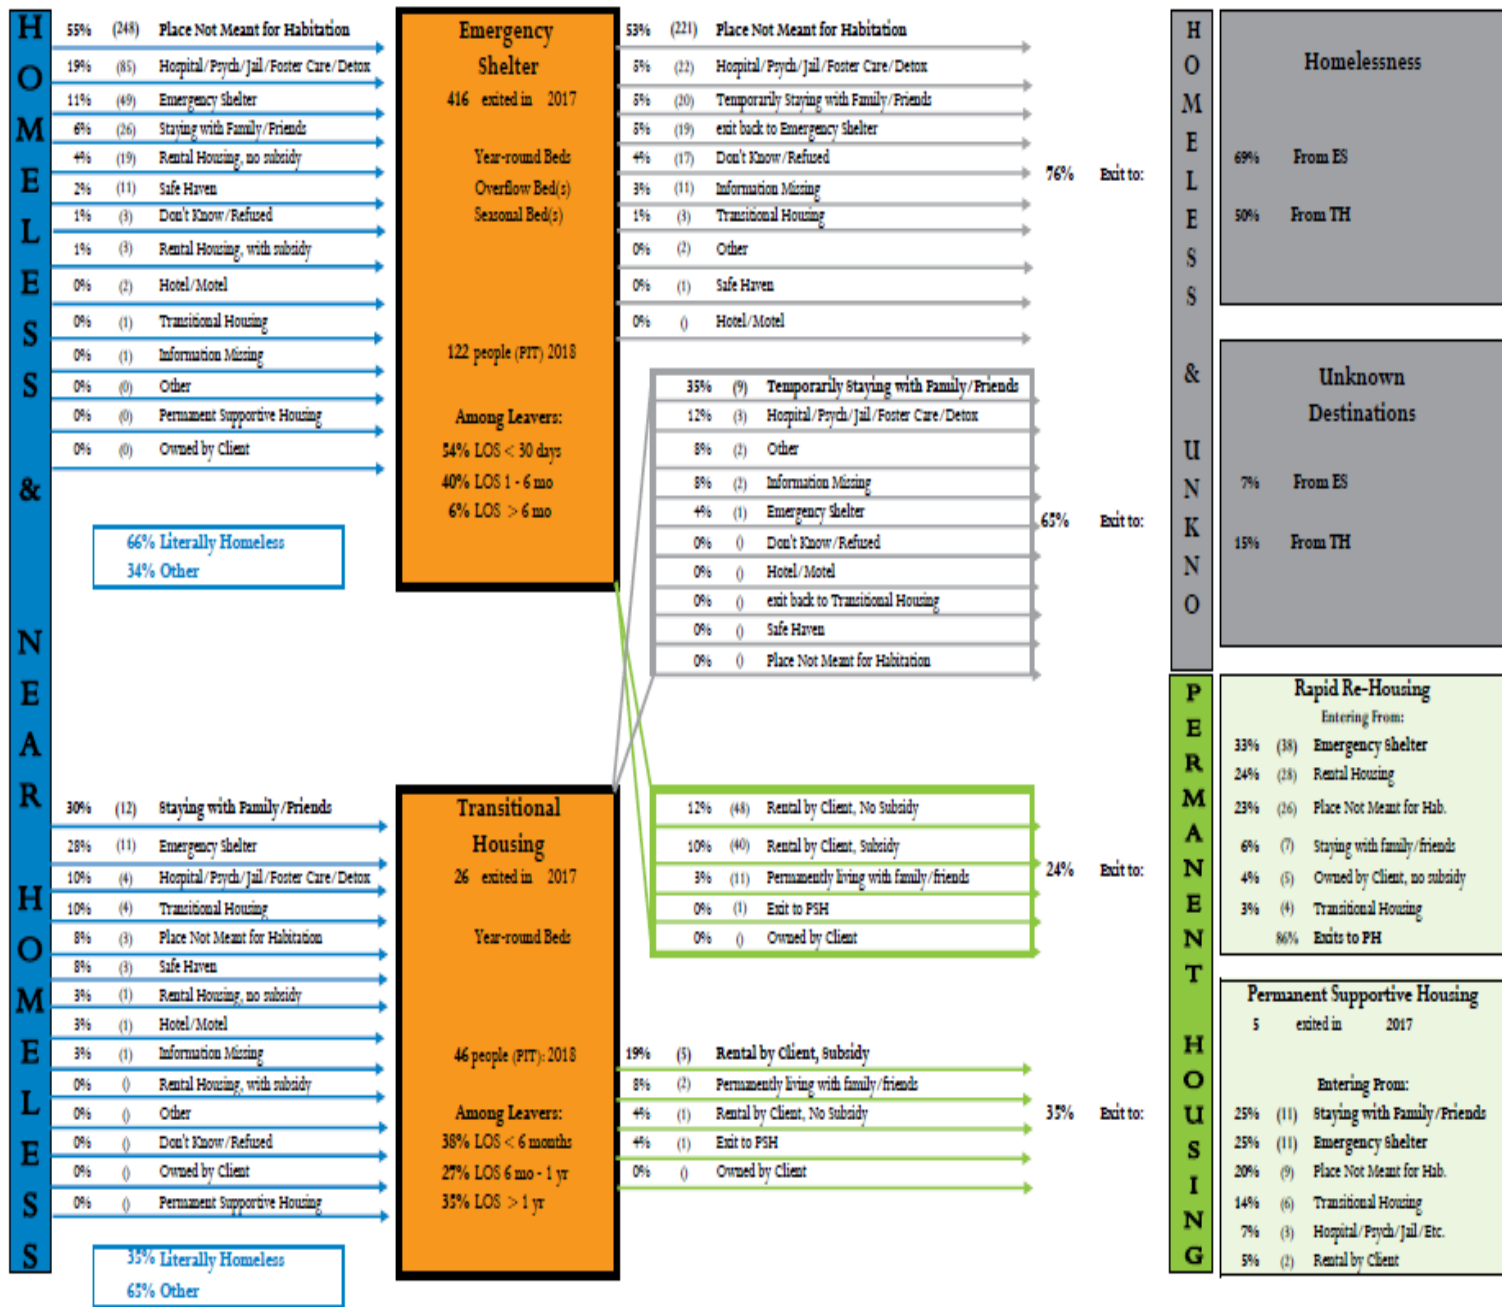 HOMELESS & NEAR HOMELESS
55% (248) Place Not Meant for Habitation
19% (85) Hospital/Psych/Jail/Foster Care/Detox
11% (49) Emergency Shelter
6% (26) Staying with Family/Friends
4% (19) Rental Housing, no subsidy
2% (11) Safe Haven
1% (3) Don't Know/Refused
1% (3) Rental Housing, with subsidy
0% (2) Hotel/Motel
0% (1) Transitional Housing
0% (1) Information Missing
0% (0) Other
0% (0) Permanent Supportive Housing
0% (0) Owned by Client
66% Literally Homeless
34% Other
30% (12) Staying with Family/Friends
28% (11) Emergency Shelter
10% (4) Hospital/Psych/Jail/Foster Care/Detox
10% (4) Transitional Housing
8% (3) Place Not Meant for Habitation
8% (3) Safe Haven
3% (1) Rental Housing, no subsidy
3% (1) Hotel/Motel
3% (1) Information Missing
0% () Rental Housing, with subsidy
0% () Other
0% () Don't Know/Refused
0% () Owned by Client
0% () Permanent Supportive Housing
35% Literally Homeless
65% Other
Emergency
Shelter
416 exited in 2017
Year-round Beds
Overflow Bed(s)
Seasonal Bed(s)
122 people (PIT) 2018
Among Leavers:
54% LOS < 30 days
40% LOS 1 - 6 mo
6% LOS > 6 mo
Transitional
Housing
26 exited in 2017
Year-round Beds
46 people (PIT): 2018
Among Leavers:
38% LOS < 6 months
27% LOS 6 mo - 1 yr
35% LOS > 1 yr
53% (221) Place Not Meant for Habitation
5% (22) Hospital/Psych/Jail/Foster Care/Detox
5% (20) Temporarily Staying with Family/Friends
5% (19) exit back to Emergency Shelter
4% (17) Don't Know/Refused
3% (11) Information Missing
1% (3) Transitional Housing
0% (2) Other
0% (1) Safe Haven
0% () Hotel/Motel
76% Exit to:
35% (9) Temporarily Staying with Family/Friends
12% (3) Hospital/Psych/Jail/Foster Care/Detox
8% (2) Other
8% (2) Information Missing
4% (1) Emergency Shelter
0% () Don't Know/Refused
0% () Hotel/Motel
0% () exit back to Transitional Housing
0% () Safe Haven
0% () Place Not Meant for Habitation
65% Exit to:
12% (48) Rental by Client, No Subsidy
10% (40) Rental by Client, Subsidy
3% (11) Permanently living with family/friends
0% (1) Exit to PSH
0% () Owned by Client
24% Exit to:
19% (5) Rental by Client, Subsidy
8% (2) Permanently living with family/friends
4% (1) Rental by Client, No Subsidy
4% (1) Exit to PSH
0% () Owned by Client
35% Exit to:
HOMELESS & UNKNO
Homelessness
69% From ES
50% From TH
Unknown
Destinations
7% From ES
15% From TH
PERMANENT HOUSING
Rapid Re-Housing
Entering From:
33% (38) Emergency Shelter
24% (28) Rental Housing
23% (26) Place Not Meant for Hab.
6% (7) Staying with family/friends
4% (5) Owned by Client, no subsidy
3% (4) Transitional Housing
86% Exits to PH
Permanent Supportive Housing
5 exited in 2017
Entering From:
25% (11) Staying with Family/Friends
25% (11) Emergency Shelter
20% (9) Place Not Meant for Hab.
14% (6) Transitional Housing
7% (3) Hospital/Psych/Jail/Etc.
5% (2) Rental by Client